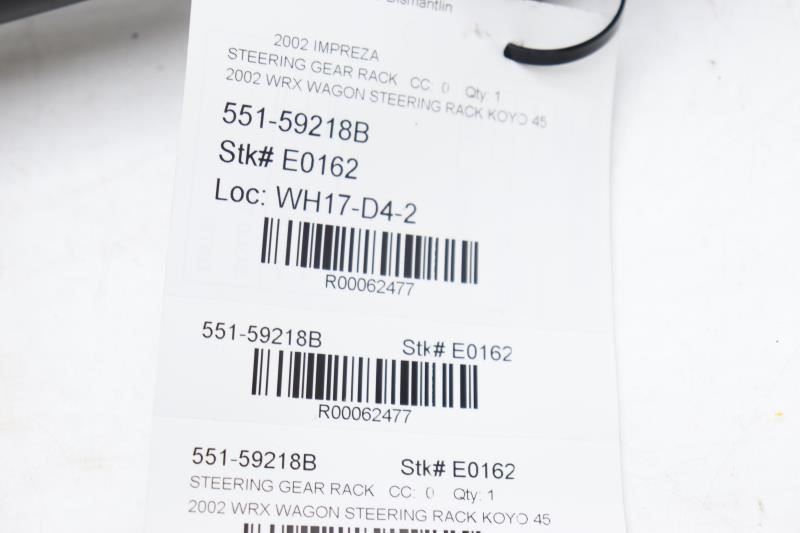 Dismantlin
2002 IMPREZA
STEERING GEAR RACK CC: 0 Qty: 1
2002 WRX WAGON STEERING RACK KOYO 45
551-59218B
Stk# E0162
Loc: WH17-D4-2
R00062477
551-59218B Stk# E0162
R00062477
551-59218B Stk# E0162
STEERING GEAR RACK CC: 0 Qty: 1
2002 WRX WAGON STEERING RACK KOYO 45